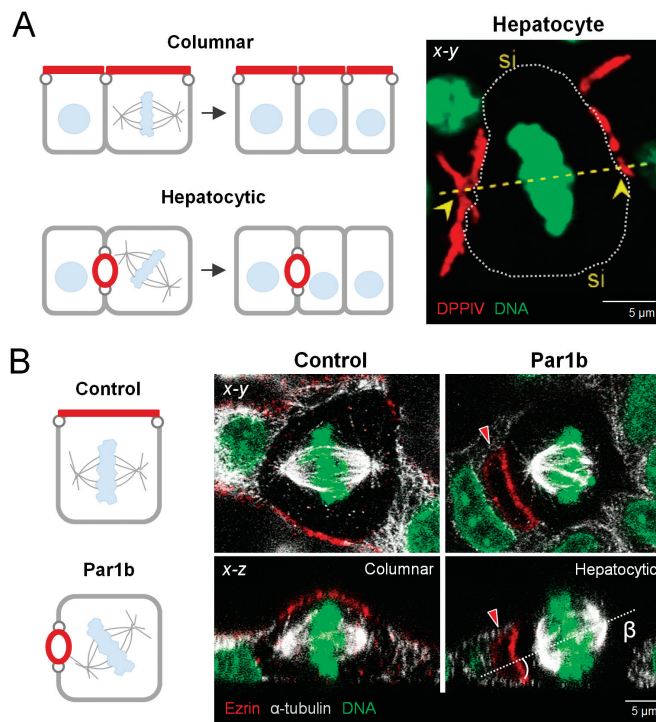 A
Columnar
Hepatocytic
Hepatocyte
x-y
si
si
DPPIV DNA
5 μm
B
Control
Par1b
Control
Par1b
x-y
x-z
Columnar
Hepatocytic
β
Ezrin α-tubulin DNA
5 μm